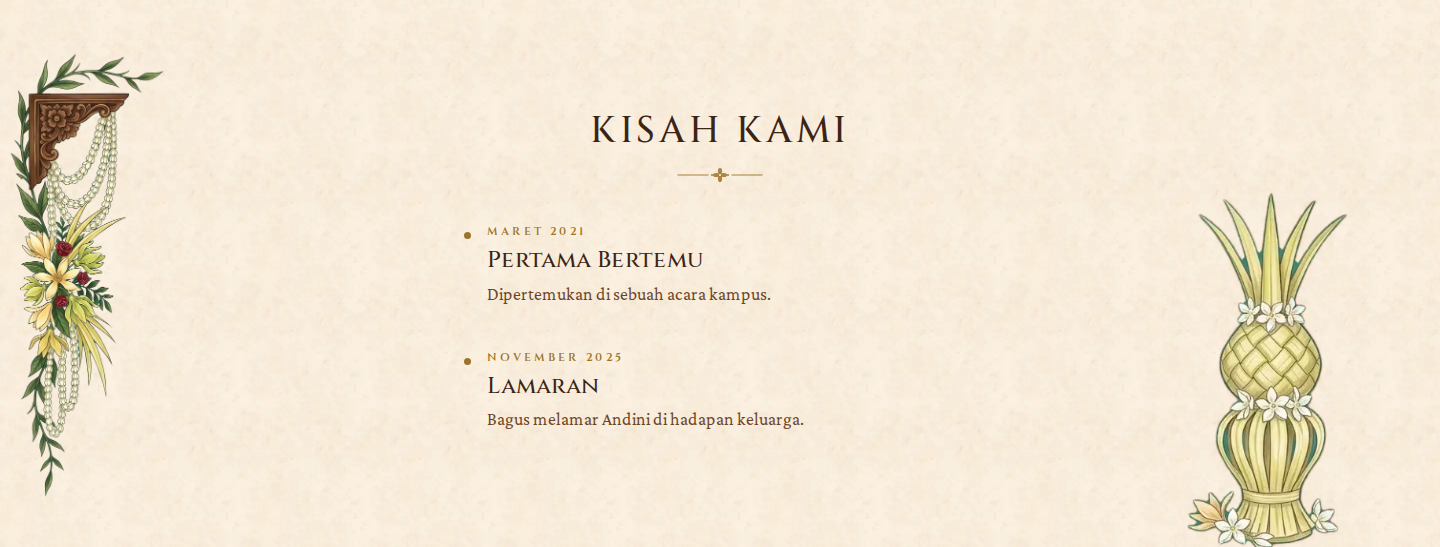 KISAH KAMI
MARET 2021
Pertama Bertemu
Dipertemukan di sebuah acara kampus.
NOVEMBER 2025
Lamaran
Bagus melamar Andini di hadapan keluarga.